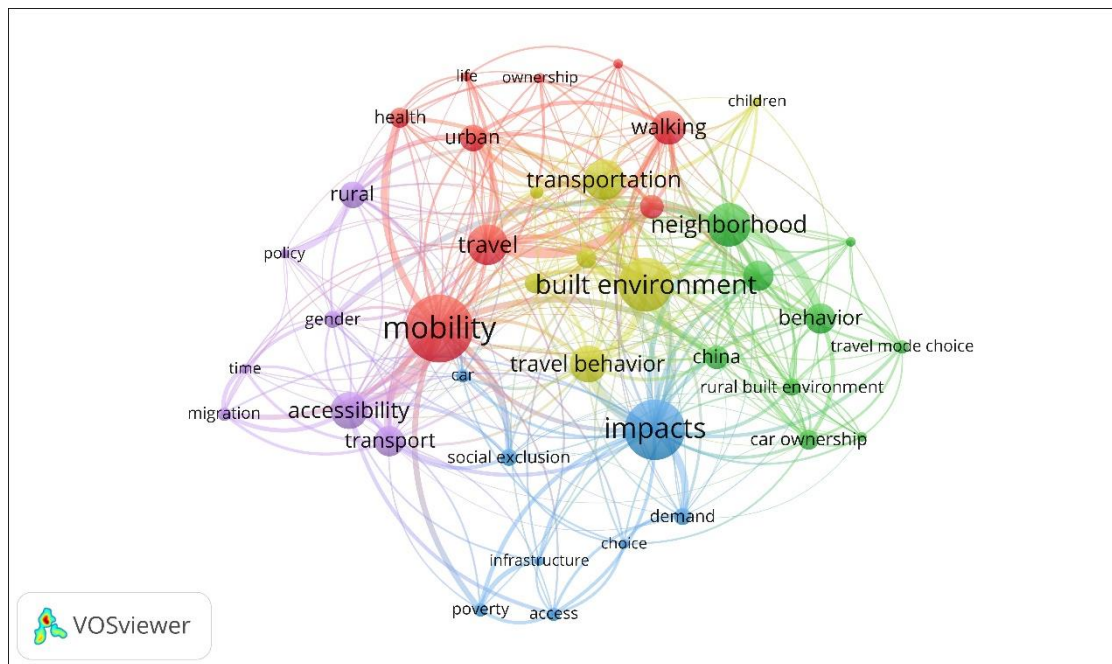 life
ownership
children
health
urban
walking
transportation
rural
neighborhood
travel
policy
built environment
gender
mobility
behavior
travel mode choice
china
travel behavior
time
car
rural built environment
migration
accessibility
impacts
transport
car ownership
social exclusion
demand
choice
infrastructure
poverty
access
VOSviewer